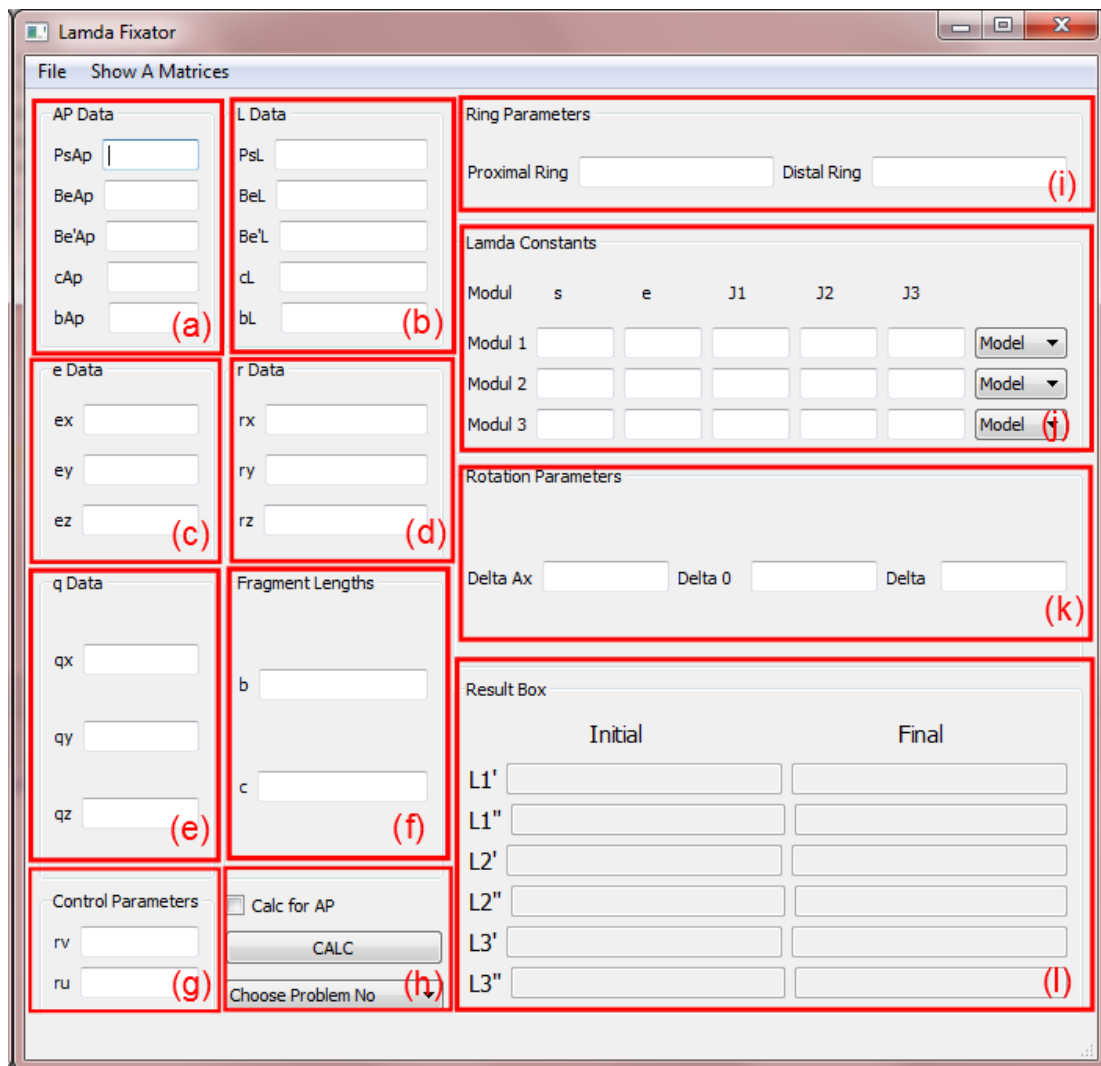 Lamda Fixator
File Show A Matrices
AP Data
PsAp
BeAp
Be'Ap
cAp
bAp
(a)
L Data
PsL
BeL
Be'L
cL
bL
(b)
e Data
ex
ey
ez
(c)
r Data
rx
ry
rz
(d)
q Data
qx
qy
qz
(e)
Fragment Lengths
b
c
(f)
Control Parameters
rv
ru
(g)
Calc for AP
CALC
Choose Problem No
(h)
Ring Parameters
Proximal Ring Distal Ring
(i)
Lamda Constants
Modul s e J1 J2 J3
Modul 1 Model
Modul 2 Model
Modul 3 Model
(j)
Rotation Parameters
Delta Ax Delta 0 Delta
(k)
Result Box
Initial Final
L1'
L1"
L2'
L2"
L3'
L3"
(l)